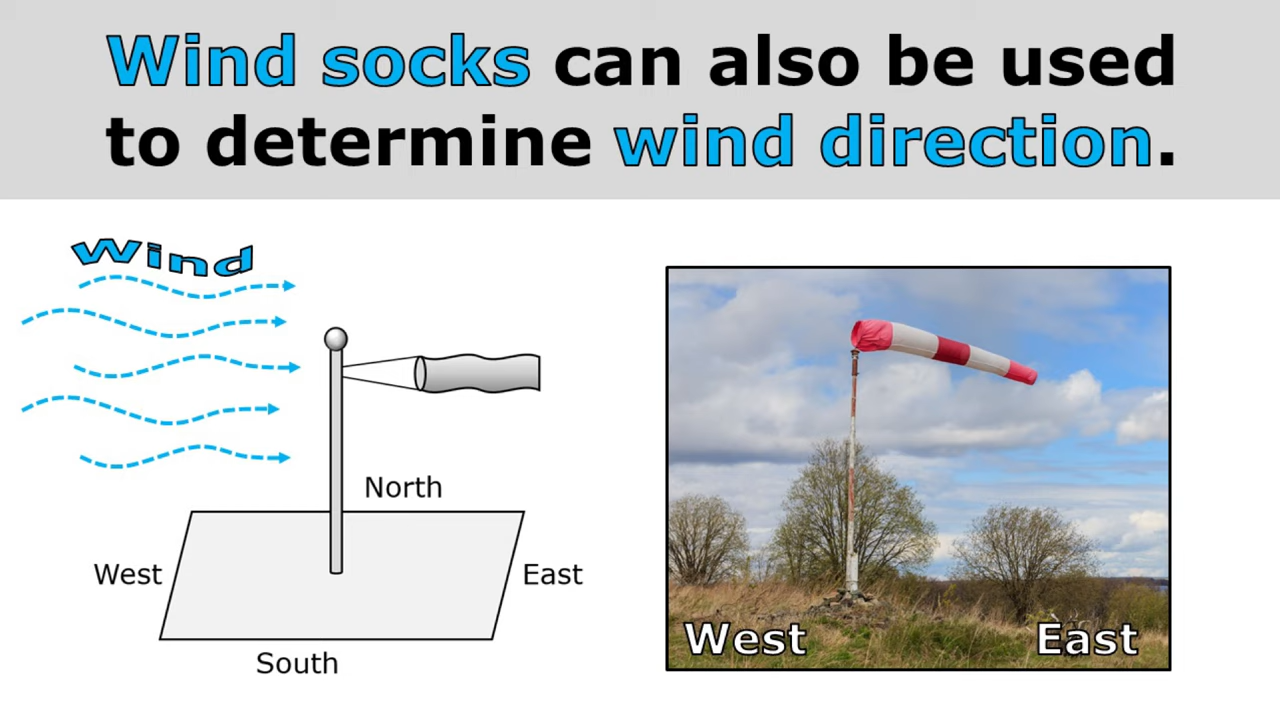 Wind socks can also be used
to determine wind direction.
Wind
North
West
East
South
West
East